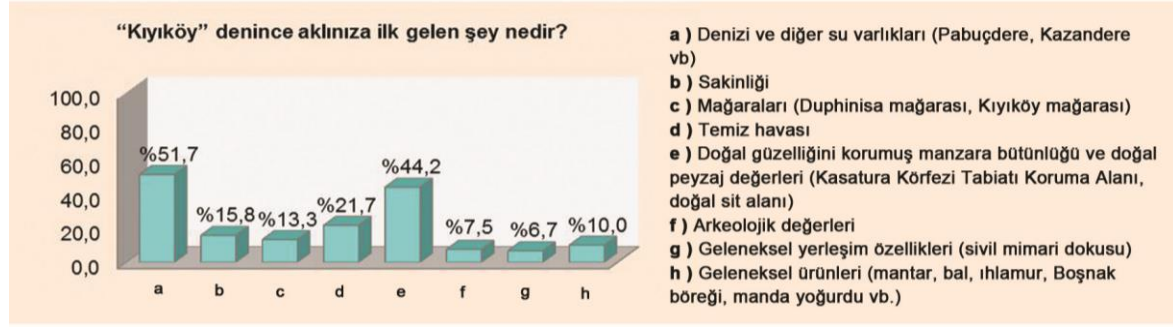 “Kıyıköy” denince aklınıza ilk gelen şey nedir?
100,0
80,0
60,0
40,0
20,0
0,0
%51,7
%15,8
%13,3
%21,7
%44,2
%7,5
%6,7
%10,0
a b c d e f g h
a ) Denizi ve diğer su varlıkları (Pabuçdere, Kazandere
vb)
b ) Sakinliği
c ) Mağaraları (Duphinisa mağarası, Kıyıköy mağarası)
d ) Temiz havası
e ) Doğal güzelliğini korumuş manzara bütünlüğü ve doğal
peyzaj değerleri (Kasatura Körfezi Tabiatı Koruma Alanı,
doğal sit alanı)
f ) Arkeolojik değerleri
g ) Geleneksel yerleşim özellikleri (sivil mimari dokusu)
h ) Geleneksel ürünleri (mantar, bal, ıhlamur, Boşnak
böreği, manda yoğurdu vb.)